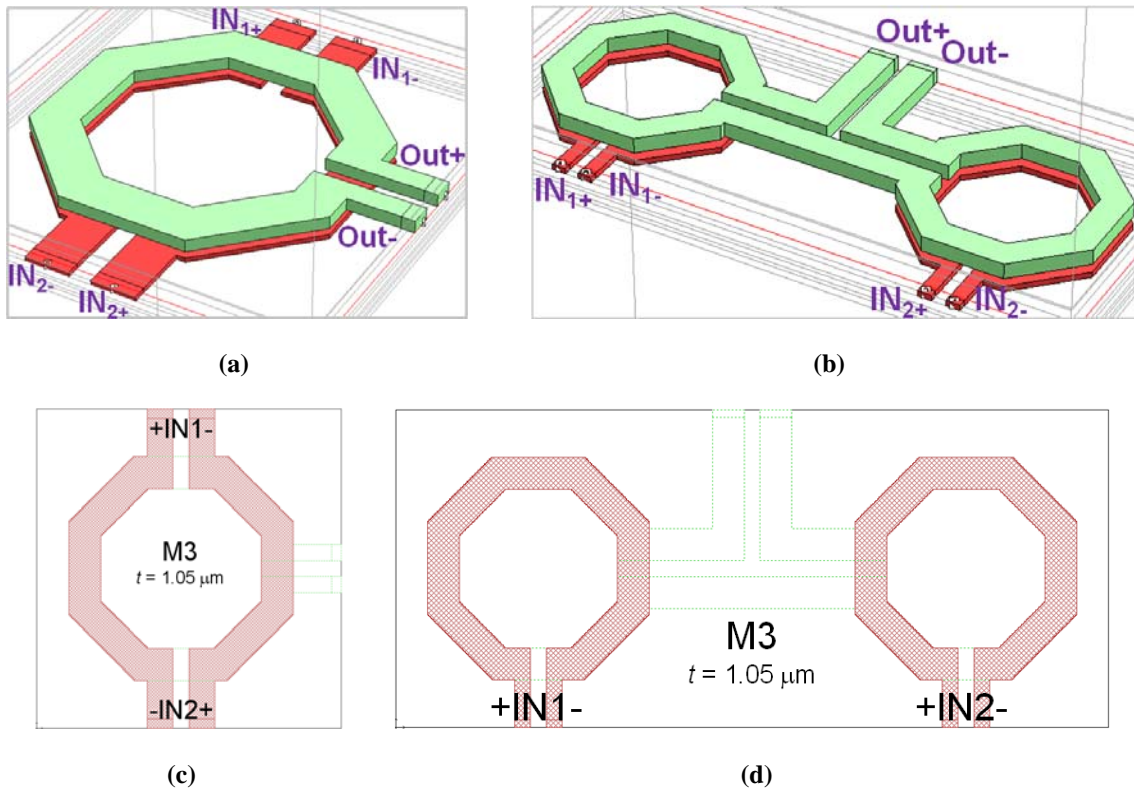 IN1+
IN1-
Out+
Out-
IN2-
IN2+
(a)
Out+
Out-
IN1+
IN1-
IN2+
IN2-
(b)
+IN1-
M3
t = 1.05 μm
-IN2+
(c)
M3
t = 1.05 μm
+IN1-
+IN2-
(d)